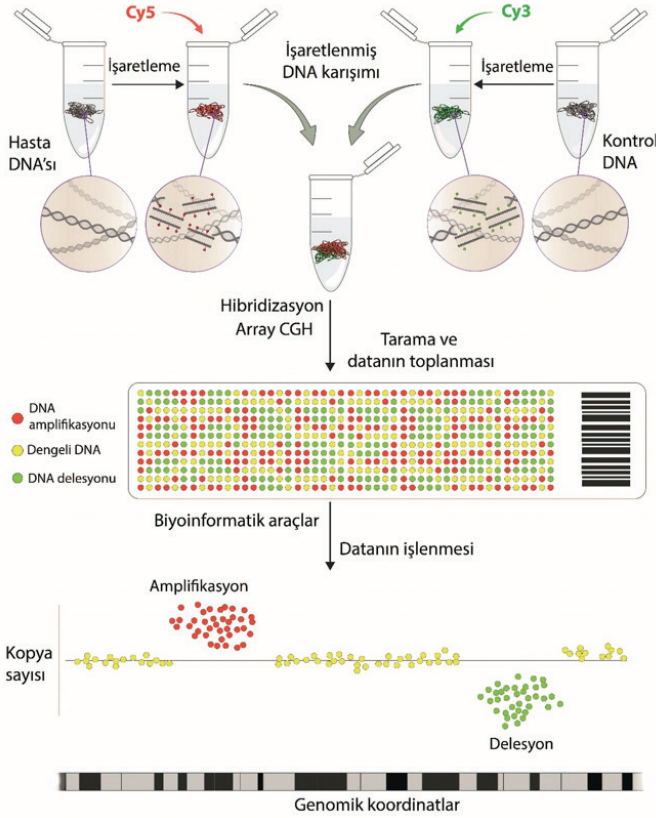 Cy5
Cy3
İşaretleme
İşaretlenmiş
DNA karışımı
İşaretleme
Hasta
DNA'sı
Kontrol
DNA
Hibridizasyon
Array CGH
Tarama ve
datanın toplanması
DNA
amplifikasyonu
Dengeli DNA
DNA delesyonu
Biyoinformatik araçlar
Datanın işlenmesi
Amplifikasyon
Kopya
sayısı
Delesyon
Genomik koordinatlar